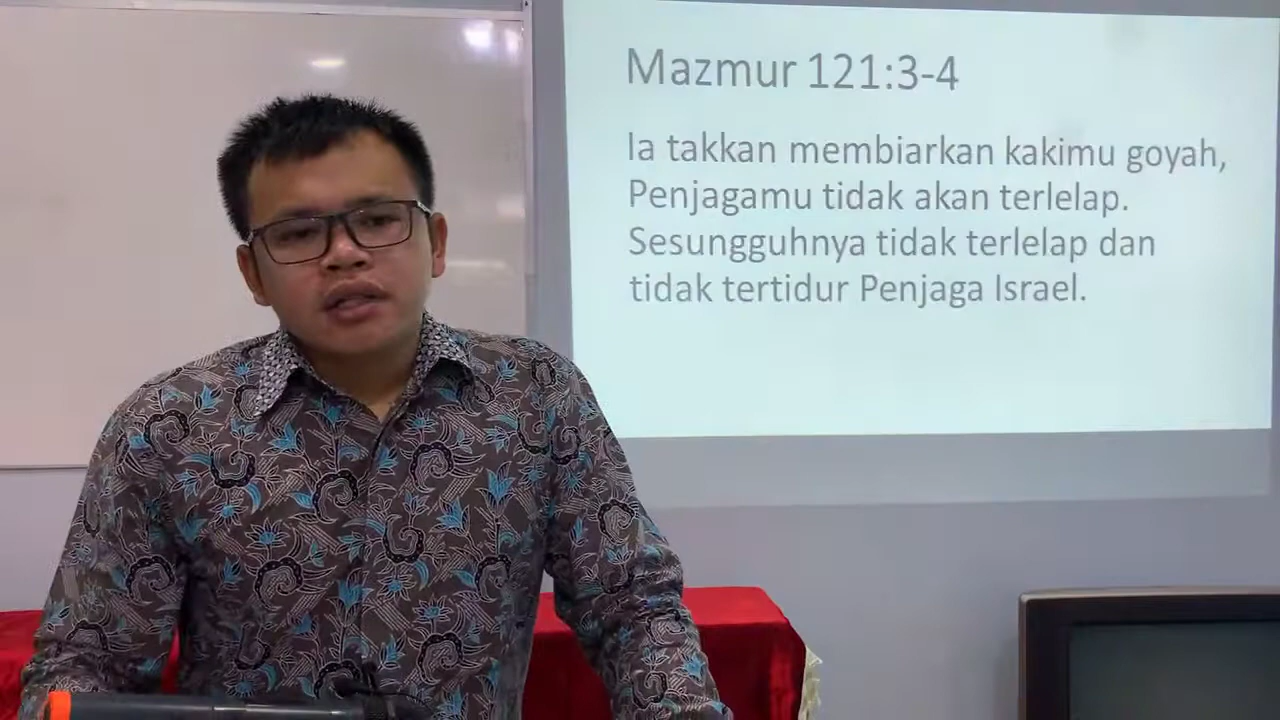 Mazmur 121:3-4
Ia takkan membiarkan kakimu goyah,
Penjagamu tidak akan terlelap.
Sesungguhnya tidak terlelap dan
tidak tertidur Penjaga Israel.